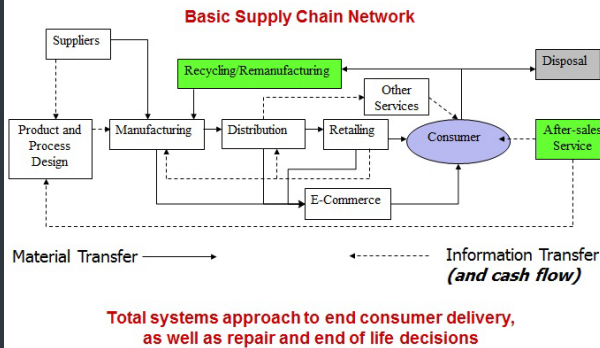 Basic Supply Chain Network
Suppliers
Disposal
Recycling/Remanufacturing
Other
Services
Product and
Process
Design
Manufacturing
Distribution
Retailing
Consumer
After-sales
Service
E-Commerce
Material Transfer
Information Transfer
(and cash flow)
Total systems approach to end consumer delivery,
as well as repair and end of life decisions